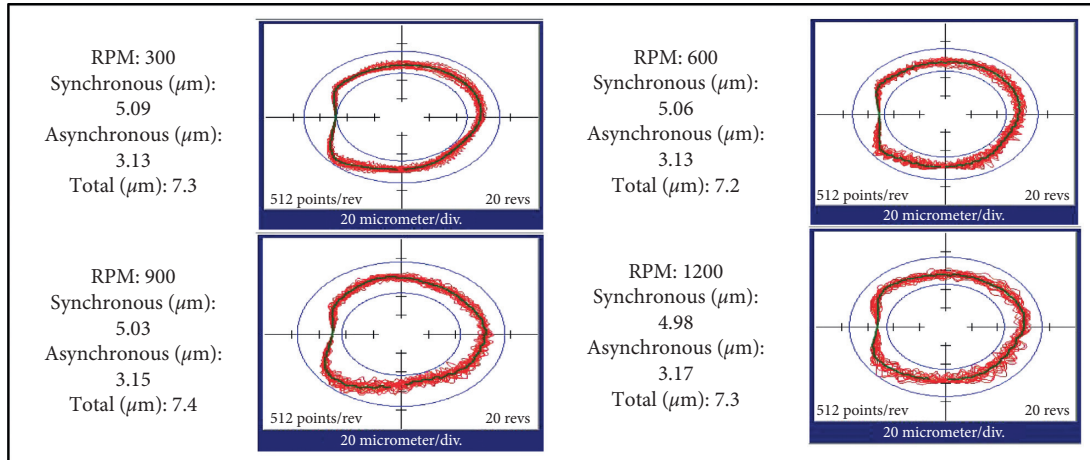 RPM: 300
Synchronous (μm):
5.09
Asynchronous (μm):
3.13
Total (μm): 7.3
512 points/rev
20 revs
20 micrometer/div.
RPM: 600
Synchronous (μm):
5.06
Asynchronous (μm):
3.13
Total (μm): 7.2
512 points/rev
20 revs
20 micrometer/div.
RPM: 900
Synchronous (μm):
5.03
Asynchronous (μm):
3.15
Total (μm): 7.4
512 points/rev
20 revs
20 micrometer/div.
RPM: 1200
Synchronous (μm):
4.98
Asynchronous (μm):
3.17
Total (μm): 7.3
512 points/rev
20 revs
20 micrometer/div.